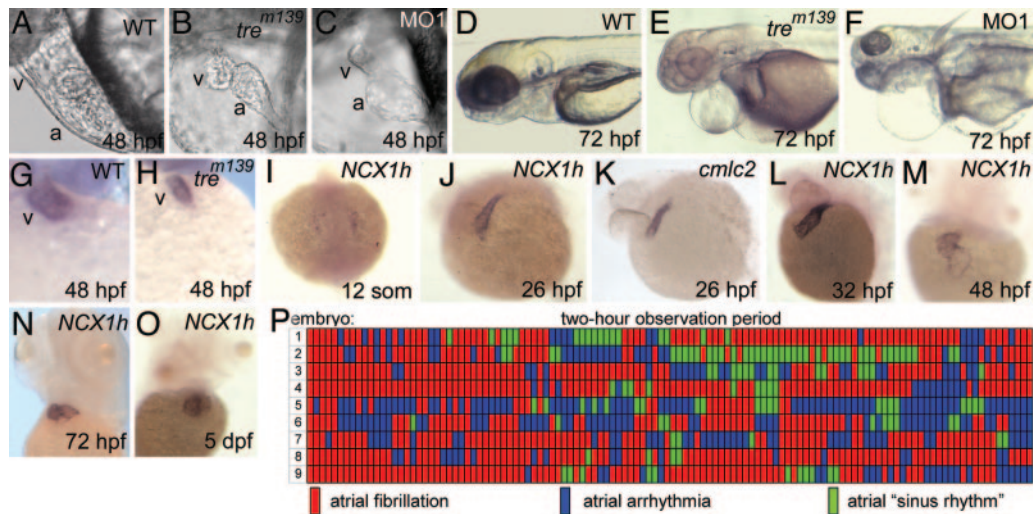 A WT
v
a
48 hpf
B tre m139
v
a
48 hpf
C MO1
v
a
48 hpf
D WT
72 hpf
E tre m139
72 hpf
F MO1
72 hpf
G WT
v
48 hpf
H tre m139
v
48 hpf
I NCX1h
12 som
J NCX1h
26 hpf
K cmlc2
26 hpf
L NCX1h
32 hpf
M NCX1h
48 hpf
N NCX1h
72 hpf
O NCX1h
5 dpf
P embryo: two-hour observation period
1
2
3
4
5
6
7
8
9
atrial fibrillation atrial arrhythmia atrial “sinus rhythm”